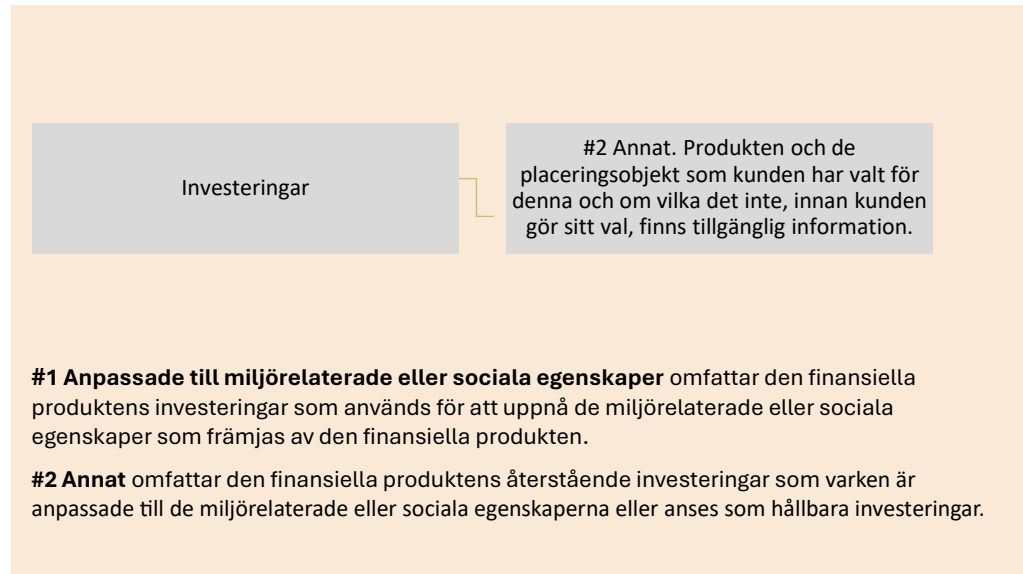 Investeringar
#2 Annat. Produkten och de
placeringsobjekt som kunden har valt för
denna och om vilka det inte, innan kunden
gör sitt val, finns tillgänglig information.
#1 Anpassade till miljörelaterade eller sociala egenskaper omfattar den finansiella
produktens investeringar som används för att uppnå de miljörelaterade eller sociala
egenskaper som främjas av den finansiella produkten.
#2 Annat omfattar den finansiella produktens återstående investeringar som varken är
anpassade till de miljörelaterade eller sociala egenskaperna eller anses som hållbara investeringar.